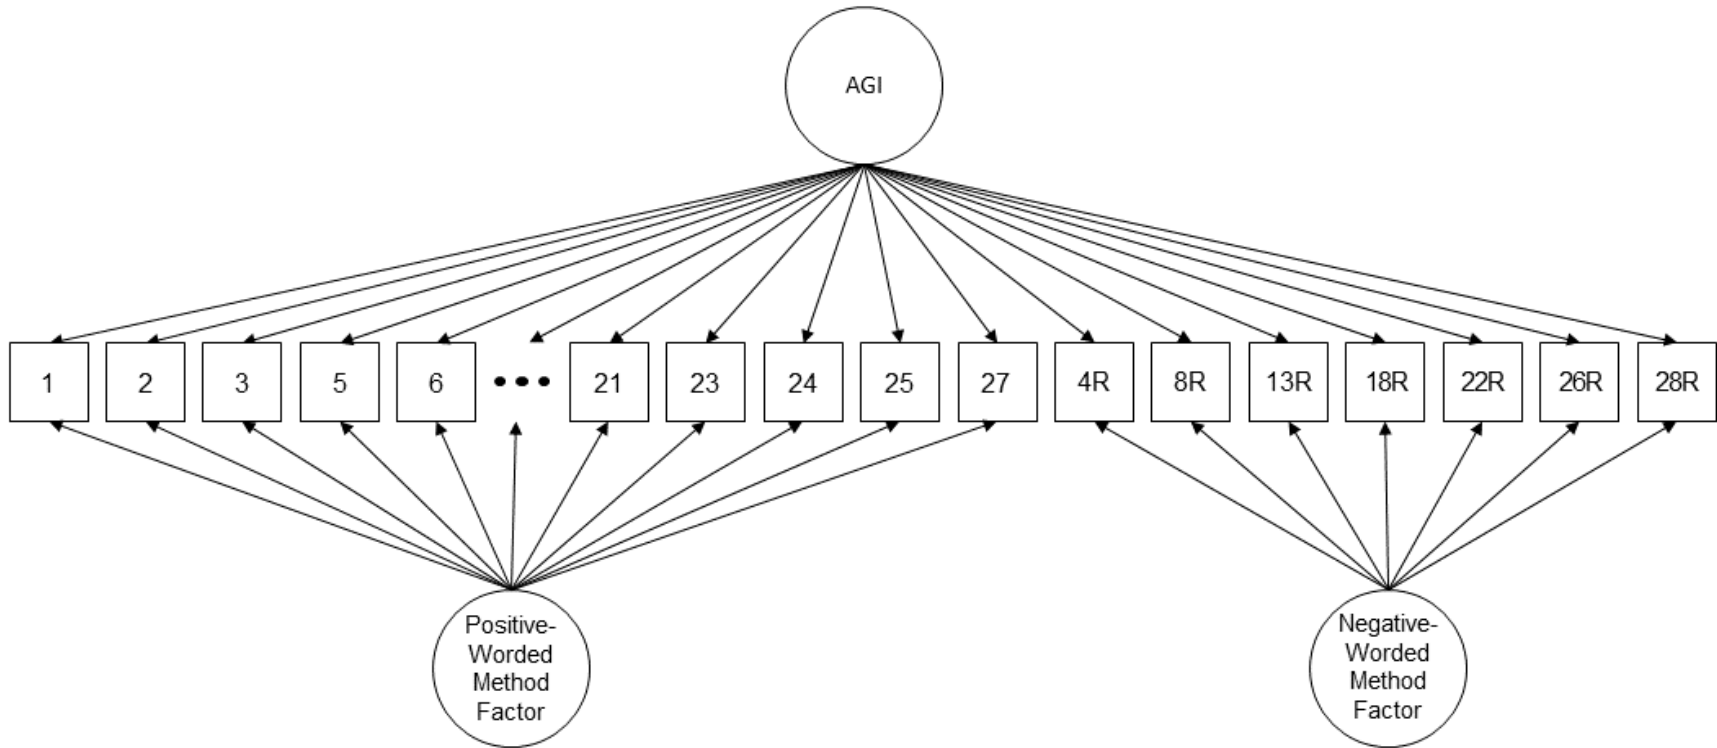 AGI
1 2 3 5 6 ••• 21 23 24 25 27 4R 8R 13R 18R 22R 26R 28R
Positive-
Worded
Method
Factor
Negative-
Worded
Method
Factor